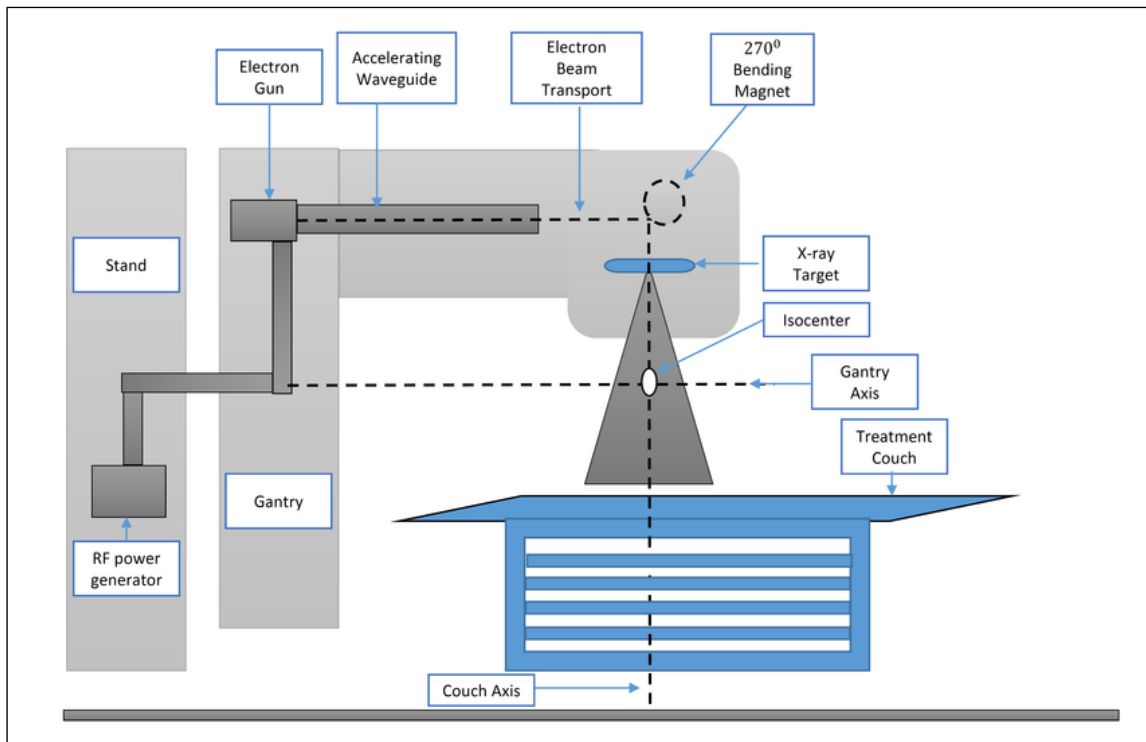 Electron
Gun
Accelerating
Waveguide
Electron
Beam
Transport
270⁰
Bending
Magnet
Stand
X-ray
Target
Isocenter
Gantry
Axis
Treatment
Couch
Gantry
RF power
generator
Couch Axis